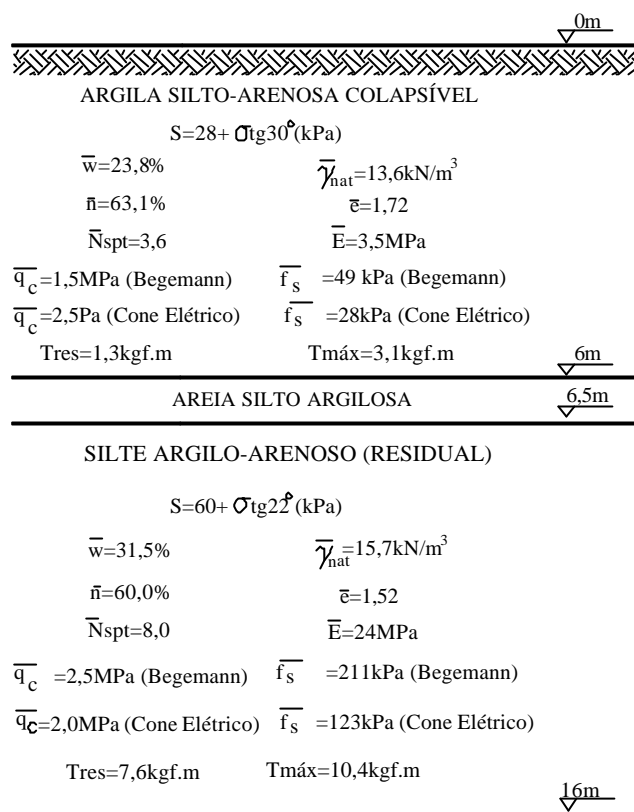 0m
ARGILA SILTO-ARENOSA COLAPSÍVEL
S=28+ σtg30°(kPa)
w̅=23,8% γ̅nat=13,6kN/m³
n̅=63,1% e̅=1,72
N̅spt=3,6 E̅=3,5MPa
q̅c=1,5MPa (Begemann) f̅s =49 kPa (Begemann)
q̅c=2,5Pa (Cone Elétrico) f̅s =28kPa (Cone Elétrico)
Tres=1,3kgf.m Tmáx=3,1kgf.m 6m
AREIA SILTO ARGILOSA 6,5m
SILTE ARGILO-ARENOSO (RESIDUAL)
S=60+ σtg22°(kPa)
w̅=31,5% γ̅nat=15,7kN/m³
n̅=60,0% e̅=1,52
N̅spt=8,0 E̅=24MPa
q̅c =2,5MPa (Begemann) f̅s =211kPa (Begemann)
q̅c=2,0MPa (Cone Elétrico) f̅s =123kPa (Cone Elétrico)
Tres=7,6kgf.m Tmáx=10,4kgf.m
16m